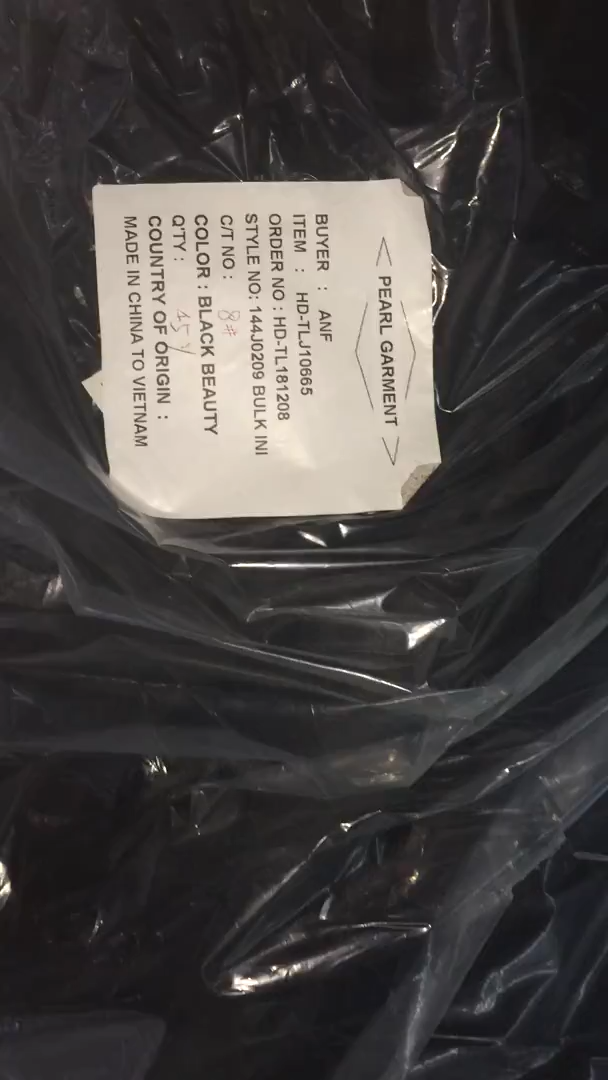 < PEARL GARMENT >
BUYER : ANF
ITEM : HD-TLJ10665
ORDER NO : HD-TL181208
STYLE NO: 144J0209 BULK INI
C/T NO : 8#
COLOR : BLACK BEAUTY
Q'TY : 45y
COUNTRY OF ORIGIN :
MADE IN CHINA TO VIETNAM